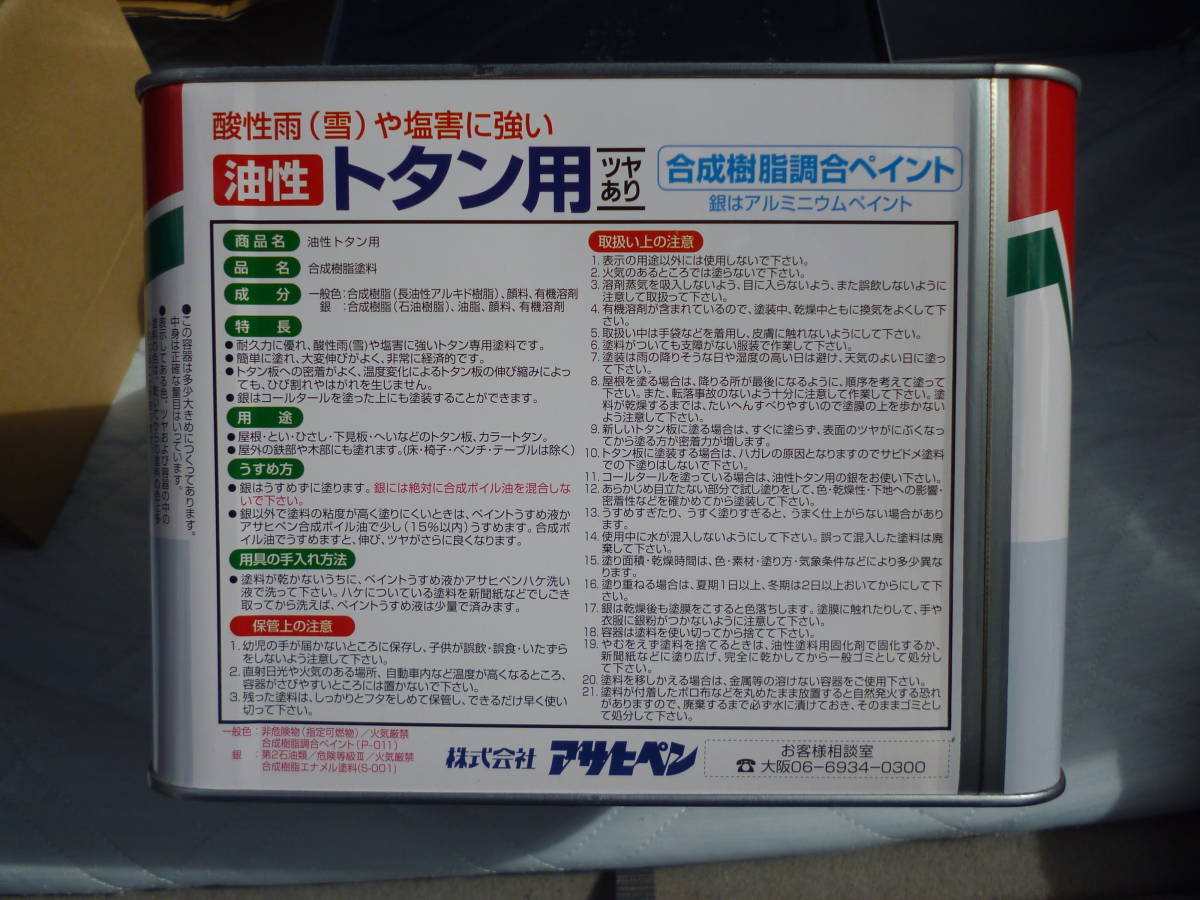 酸性雨(雪)や塩害に強い
油性 トタン用 ツヤあり 合成樹脂調合ペイント
銀はアルミニウムペイント
商品名 油性トタン用
品名 合成樹脂塗料
成分 一般色:合成樹脂(長油性アルキド樹脂)、顔料、有機溶剤
銀:合成樹脂(石油樹脂)、油脂、顔料、有機溶剤
特長
●耐久力に優れ、酸性雨(雪)や塩害に強いトタン専用塗料です。
●簡単に塗れ、大変伸びがよく、非常に経済的です。
●トタン板への密着がよく、温度変化によるトタン板の伸び縮みによっ
ても、ひび割れやはがれを生じません。
●銀はコールタールを塗った上にも塗装することができます。
用途
●屋根・とい・ひさし・下見板・へいなどのトタン板、カラートタン。
●屋外の鉄部や木部にも塗れます。(床・椅子・ベンチ・テーブルは除く)
うすめ方
●銀はうすめずに塗ります。銀には絶対に合成ボイル油を混合しな
いで下さい。
●銀以外で塗料の粘度が高く塗りにくいときは、ペイントうすめ液か
アサヒペン合成ボイル油で少し(15%以内)うすめます。合成ボ
イル油でうすめますと、伸び、ツヤがさらに良くなります。
用具の手入れ方法
●塗料が乾かないうちに、ペイントうすめ液かアサヒペンハケ洗い
液で洗って下さい。ハケについている塗料を新聞紙などでしごき
取ってから洗えば、ペイントうすめ液は少量で済みます。
保管上の注意
1. 幼児の手が届かないところに保存し、子供が誤飲・誤食・いたずら
をしないよう注意して下さい。
2. 直射日光や火気のある場所、自動車内など温度が高くなるところ、
容器がさびやすいところには置かないで下さい。
3. 残った塗料は、しっかりとフタをしめて保管し、できるだけ早く使い
切って下さい。
取扱い上の注意
1. 表示の用途以外には使用しないで下さい。
2. 火気のあるところでは塗らないで下さい。
3. 溶剤蒸気を吸入しないよう、目に入らないよう、また誤飲しないように
注意して取扱って下さい。
4. 有機溶剤が含まれているので、塗装中、乾燥中ともに換気をよくして下
さい。
5. 取扱い中は手袋などを着用し、皮膚に触れないようにして下さい。
6. 塗料がついても支障がない服装で作業して下さい。
7. 塗装は雨の降りそうな日や湿度の高い日は避け、天気のよい日に塗っ
て下さい。
8. 屋根を塗る場合は、降りる所が最後になるように、順序を考えて塗って
下さい。また、転落事故のないよう十分に注意して作業して下さい。塗
料が乾燥するまでは、たいへんすべりやすいので塗膜の上を歩かない
よう注意して下さい。
9. 新しいトタン板に塗る場合は、すぐに塗らず、表面のツヤがにぶくなっ
てから塗る方が密着力が増します。
10. トタン板に塗装する場合は、ハガレの原因となりますのでサビドメ塗料
での下塗りはしないで下さい。
11. コールタールを塗っている場合は、油性トタン用の銀をお使い下さい。
12. あらかじめ目立たない部分で試し塗りをして、色・乾燥性・下地への影響・
密着性などを確かめてから塗装して下さい。
13. うすめすぎたり、うすく塗りすぎると、うまく仕上がらない場合があり
ます。
14. 使用中に水が混入しないようにして下さい。誤って混入した塗料は廃
棄して下さい。
15. 塗り面積・乾燥時間は、色・素材・塗り方・気象条件などにより多少異な
ります。
16. 塗り重ねる場合は、夏期1日以上、冬期は2日以上おいてからにして下
さい。
17. 銀は乾燥後も塗膜をこすると色落ちします。塗膜に触れたりして、手や
衣服に銀粉がつかないように注意して下さい。
18. 容器は塗料を使い切ってから捨てて下さい。
19. やむをえず塗料を捨てるときは、油性塗料用固化剤で固化するか、
新聞紙などに塗り広げ、完全に乾かしてから一般ゴミとして処分し
て下さい。
20. 塗料を移しかえる場合は、金属等の溶けない容器をご使用下さい。
21. 塗料が付着したボロ布などを丸めたまま放置すると自然発火する恐れ
がありますので、廃棄するまで必ず水に漬けておき、そのままゴミとし
て処分して下さい。
一般色:非危険物(指定可燃物)/火気厳禁
合成樹脂調合ペイント(P-011)
銀:第2石油類/危険等級Ⅲ/火気厳禁
合成樹脂エナメル塗料(S-001)
株式会社 アサヒペン
お客様相談室
☎大阪06-6934-0300
●この容器は多少大きめにつくってあります。
中身は正確な量目はいっています。
●表示してある色、ツヤおよび容器の中の